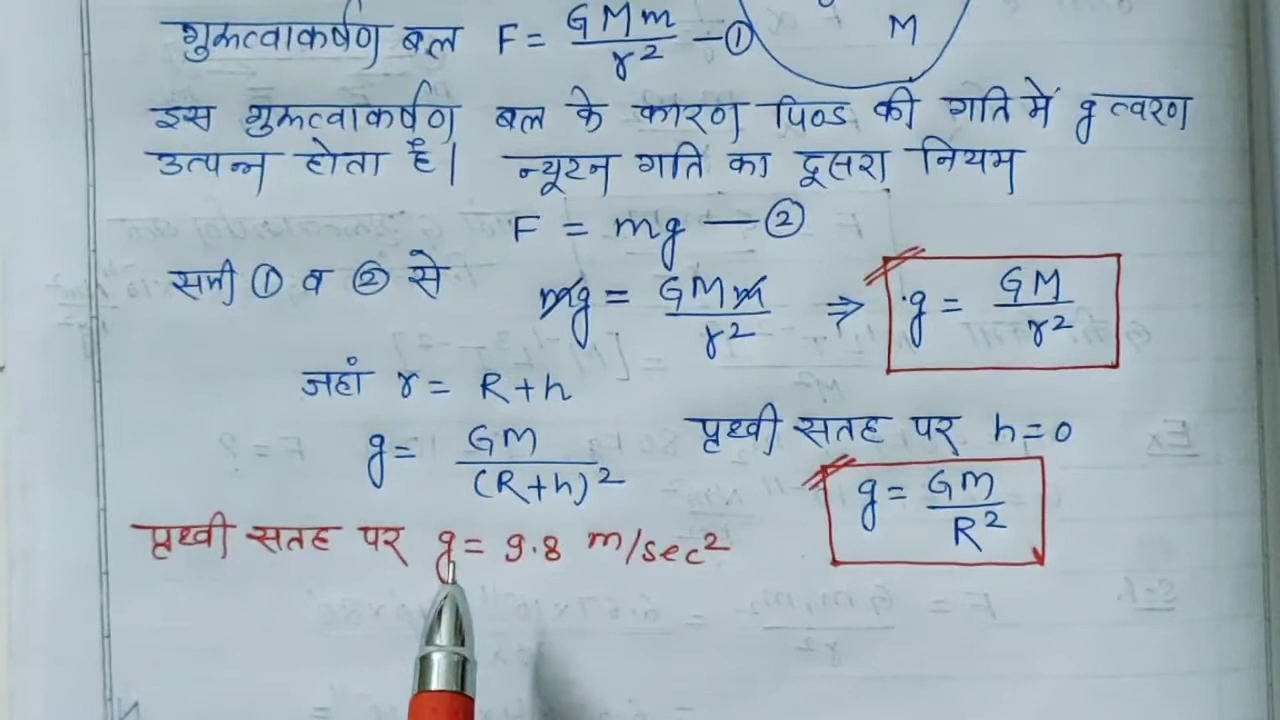 M
गुरुत्वाकर्षण बल F = GMm/r² —①
इस गुरुत्वाकर्षण बल के कारण पिण्ड की गति में g त्वरण
उत्पन्न होता है। न्यूटन गति का दूसरा नियम
F = mg —②
समी ① व ② से mg = GMm/r² ⇒ g = GM/r²
जहां r = R+h
पृथ्वी सतह पर h=0
g = GM/(R+h)²
g = GM/R²
पृथ्वी सतह पर g = 9.8 m/sec²